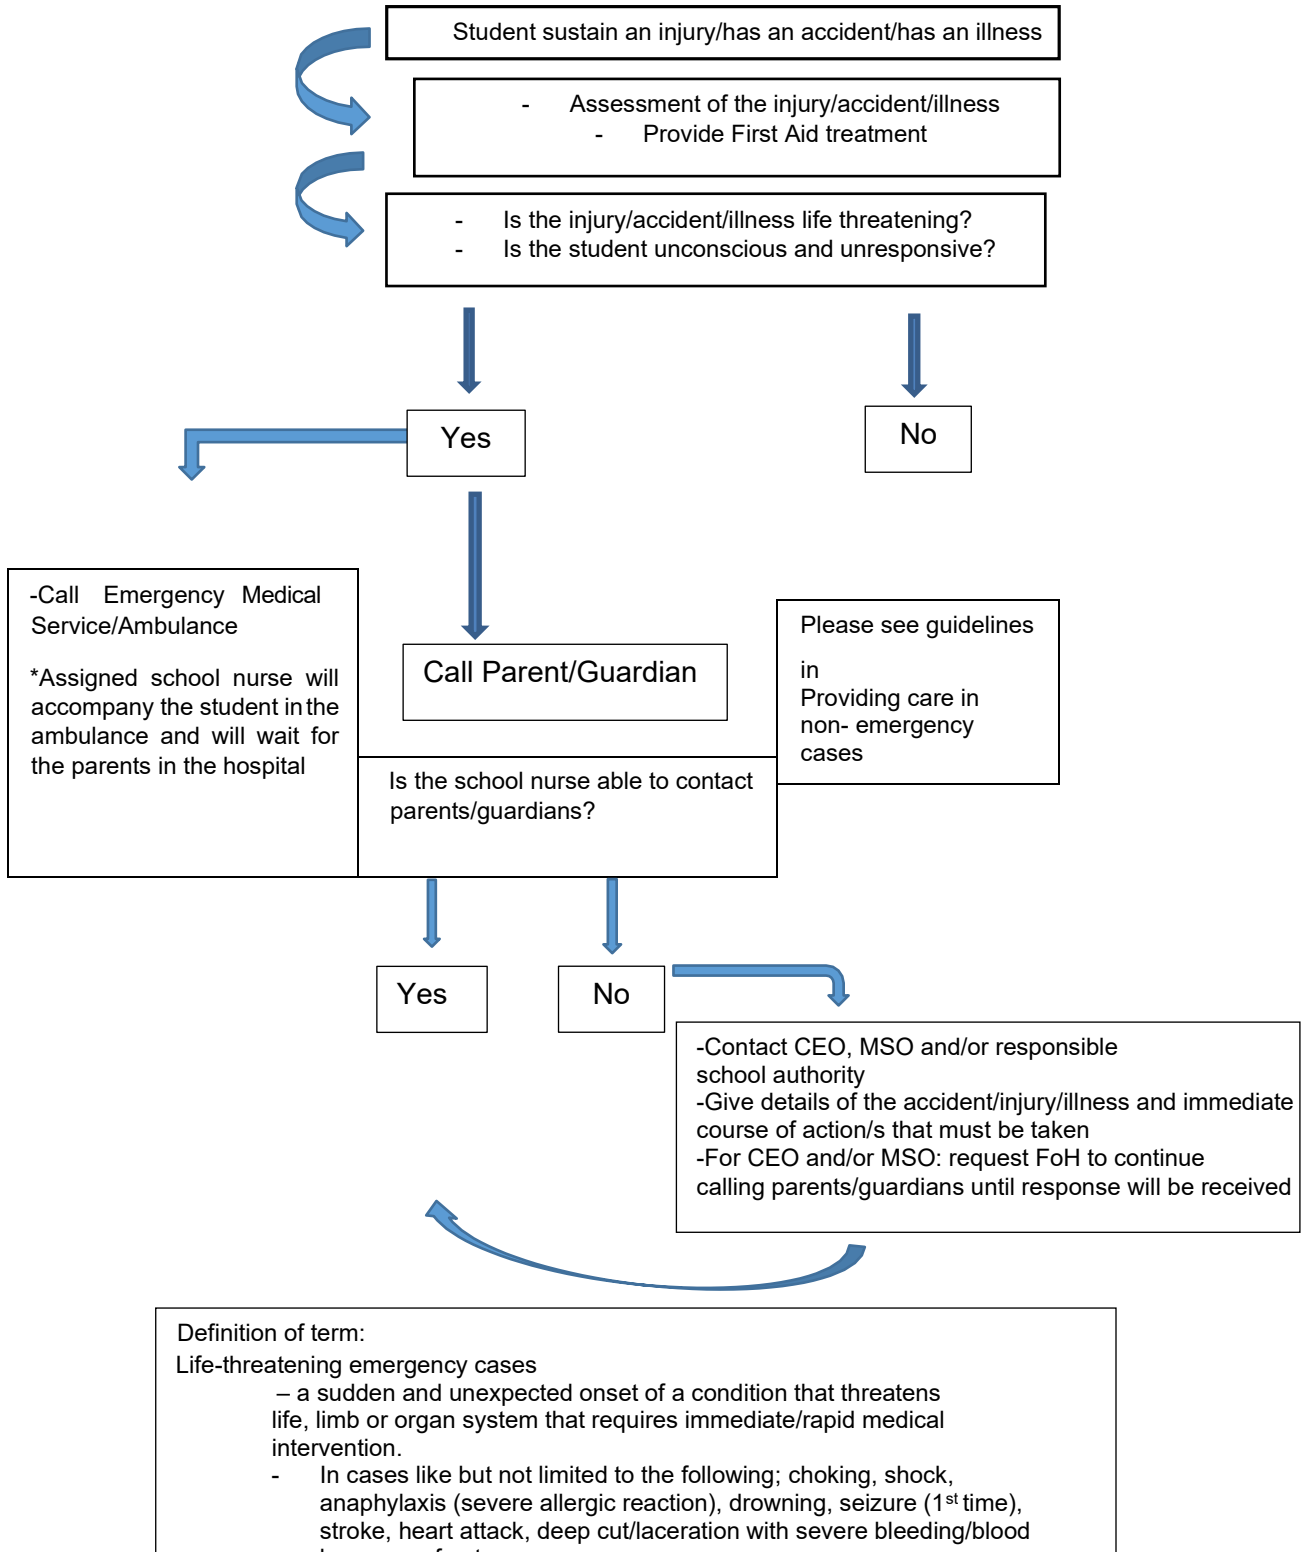 Student sustain an injury/has an accident/has an illness
- Assessment of the injury/accident/illness
- Provide First Aid treatment
- Is the injury/accident/illness life threatening?
- Is the student unconscious and unresponsive?
Yes
No
-Call Emergency Medical
Service/Ambulance
*Assigned school nurse will
accompany the student in the
ambulance and will wait for
the parents in the hospital
Call Parent/Guardian
Please see guidelines
in
Providing care in
non- emergency
cases
Is the school nurse able to contact
parents/guardians?
Yes
No
-Contact CEO, MSO and/or responsible
school authority
-Give details of the accident/injury/illness and immediate
course of action/s that must be taken
-For CEO and/or MSO: request FoH to continue
calling parents/guardians until response will be received
Definition of term:
Life-threatening emergency cases
– a sudden and unexpected onset of a condition that threatens
life, limb or organ system that requires immediate/rapid medical
intervention.
- In cases like but not limited to the following; choking, shock,
anaphylaxis (severe allergic reaction), drowning, seizure (1st time),
stroke, heart attack, deep cut/laceration with severe bleeding/blood